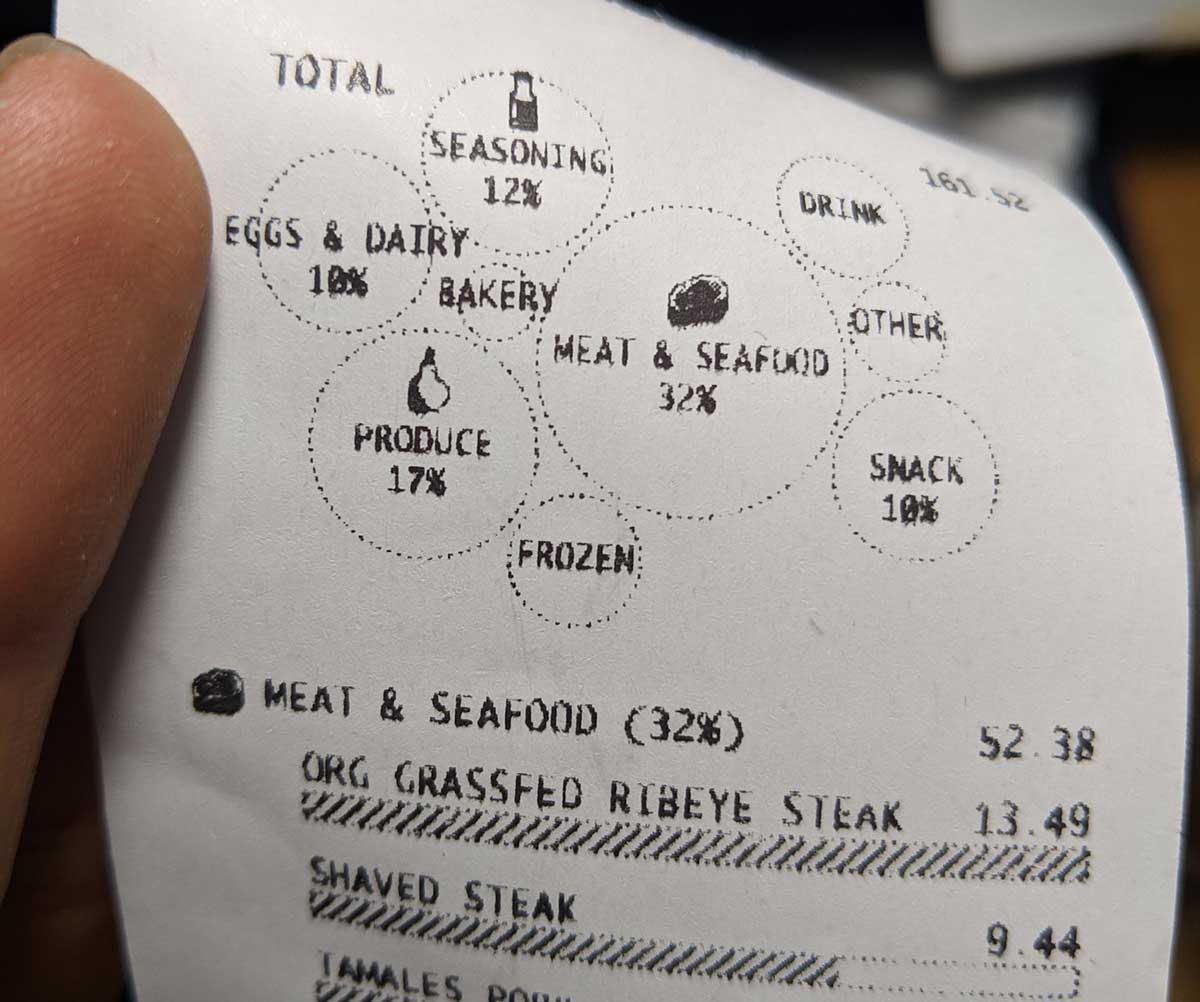 TOTAL
161.52
SEASONING
12%
DRINK
EGGS & DAIRY
10%
BAKERY
OTHER
MEAT & SEAFOOD
32%
PRODUCE
17%
SNACK
10%
FROZEN
MEAT & SEAFOOD (32%) 52.38
ORG GRASSFED RIBEYE STEAK 13.49
SHAVED STEAK 9.44
TAMALES